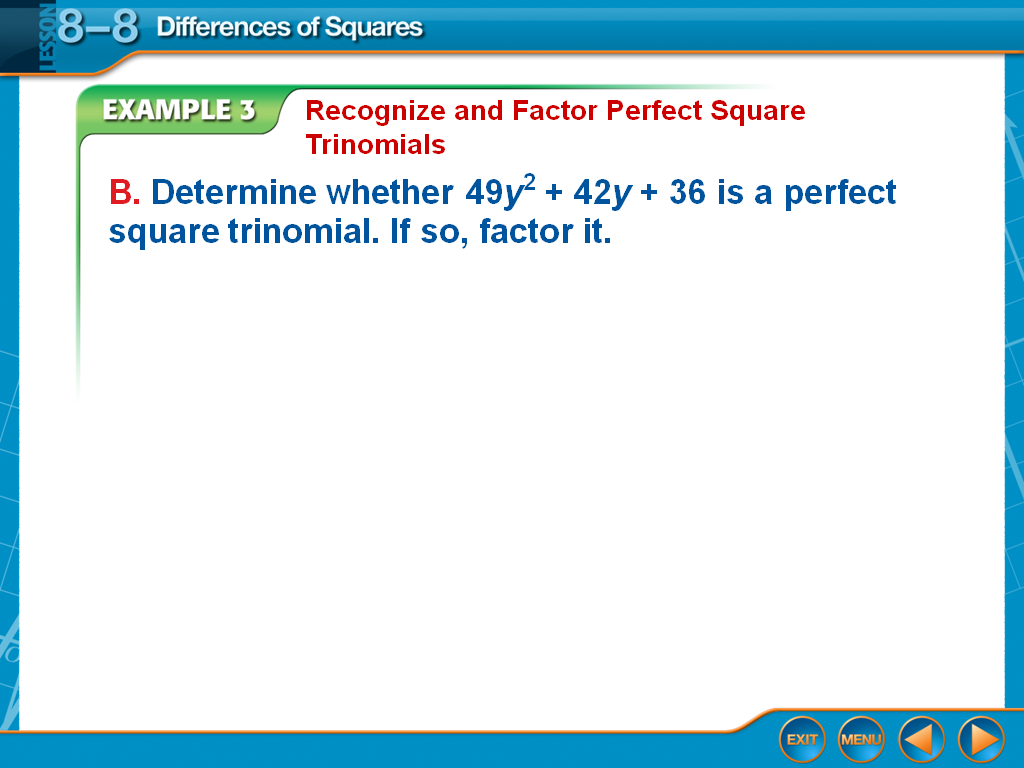 LESSON 8–8 Differences of Squares
EXAMPLE 3 Recognize and Factor Perfect Square
Trinomials
B. Determine whether 49y² + 42y + 36 is a perfect
square trinomial. If so, factor it.
EXIT MENU